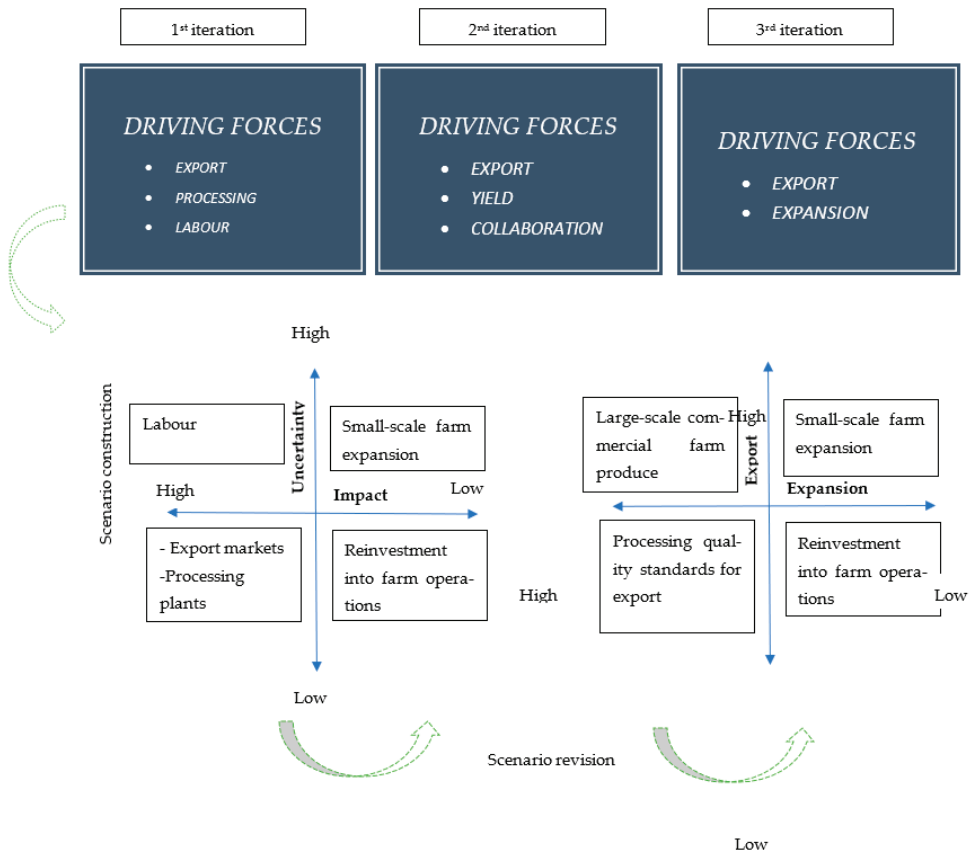 1st iteration
2nd iteration
3rd iteration
DRIVING FORCES
• EXPORT
• PROCESSING
• LABOUR
DRIVING FORCES
• EXPORT
• YIELD
• COLLABORATION
DRIVING FORCES
• EXPORT
• EXPANSION
Scenario construction
High
Labour
Uncertainty
Small-scale farm
expansion
High
Impact
Low
- Export markets
-Processing
plants
Reinvestment
into farm opera-
tions
Low
Large-scale com-
mercial farm
produce
High
Export
Small-scale farm
expansion
Expansion
Processing qual-
ity standards for
export
Reinvestment
into farm opera-
tions
High
Low
Scenario revision
Low